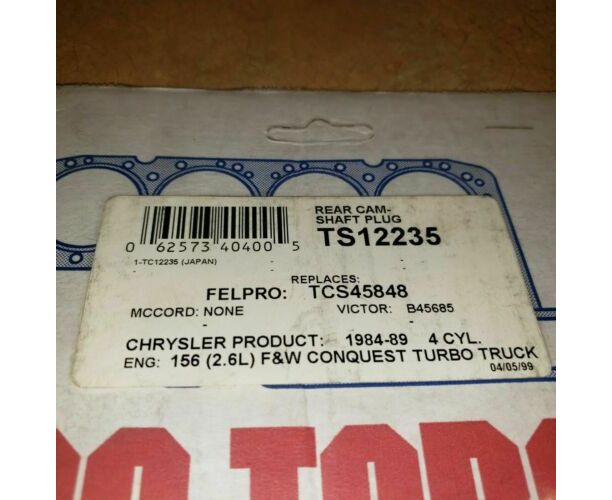 REAR CAM-
SHAFT PLUG
TS12235
0 62573 40400 5
1-TC12235 (JAPAN) -
-
REPLACES:
FELPRO: TCS45848
MCCORD: NONE VICTOR: B45685
- -
CHRYSLER PRODUCT: 1984-89 4 CYL.
ENG: 156 (2.6L) F&W CONQUEST TURBO TRUCK
04/05/99